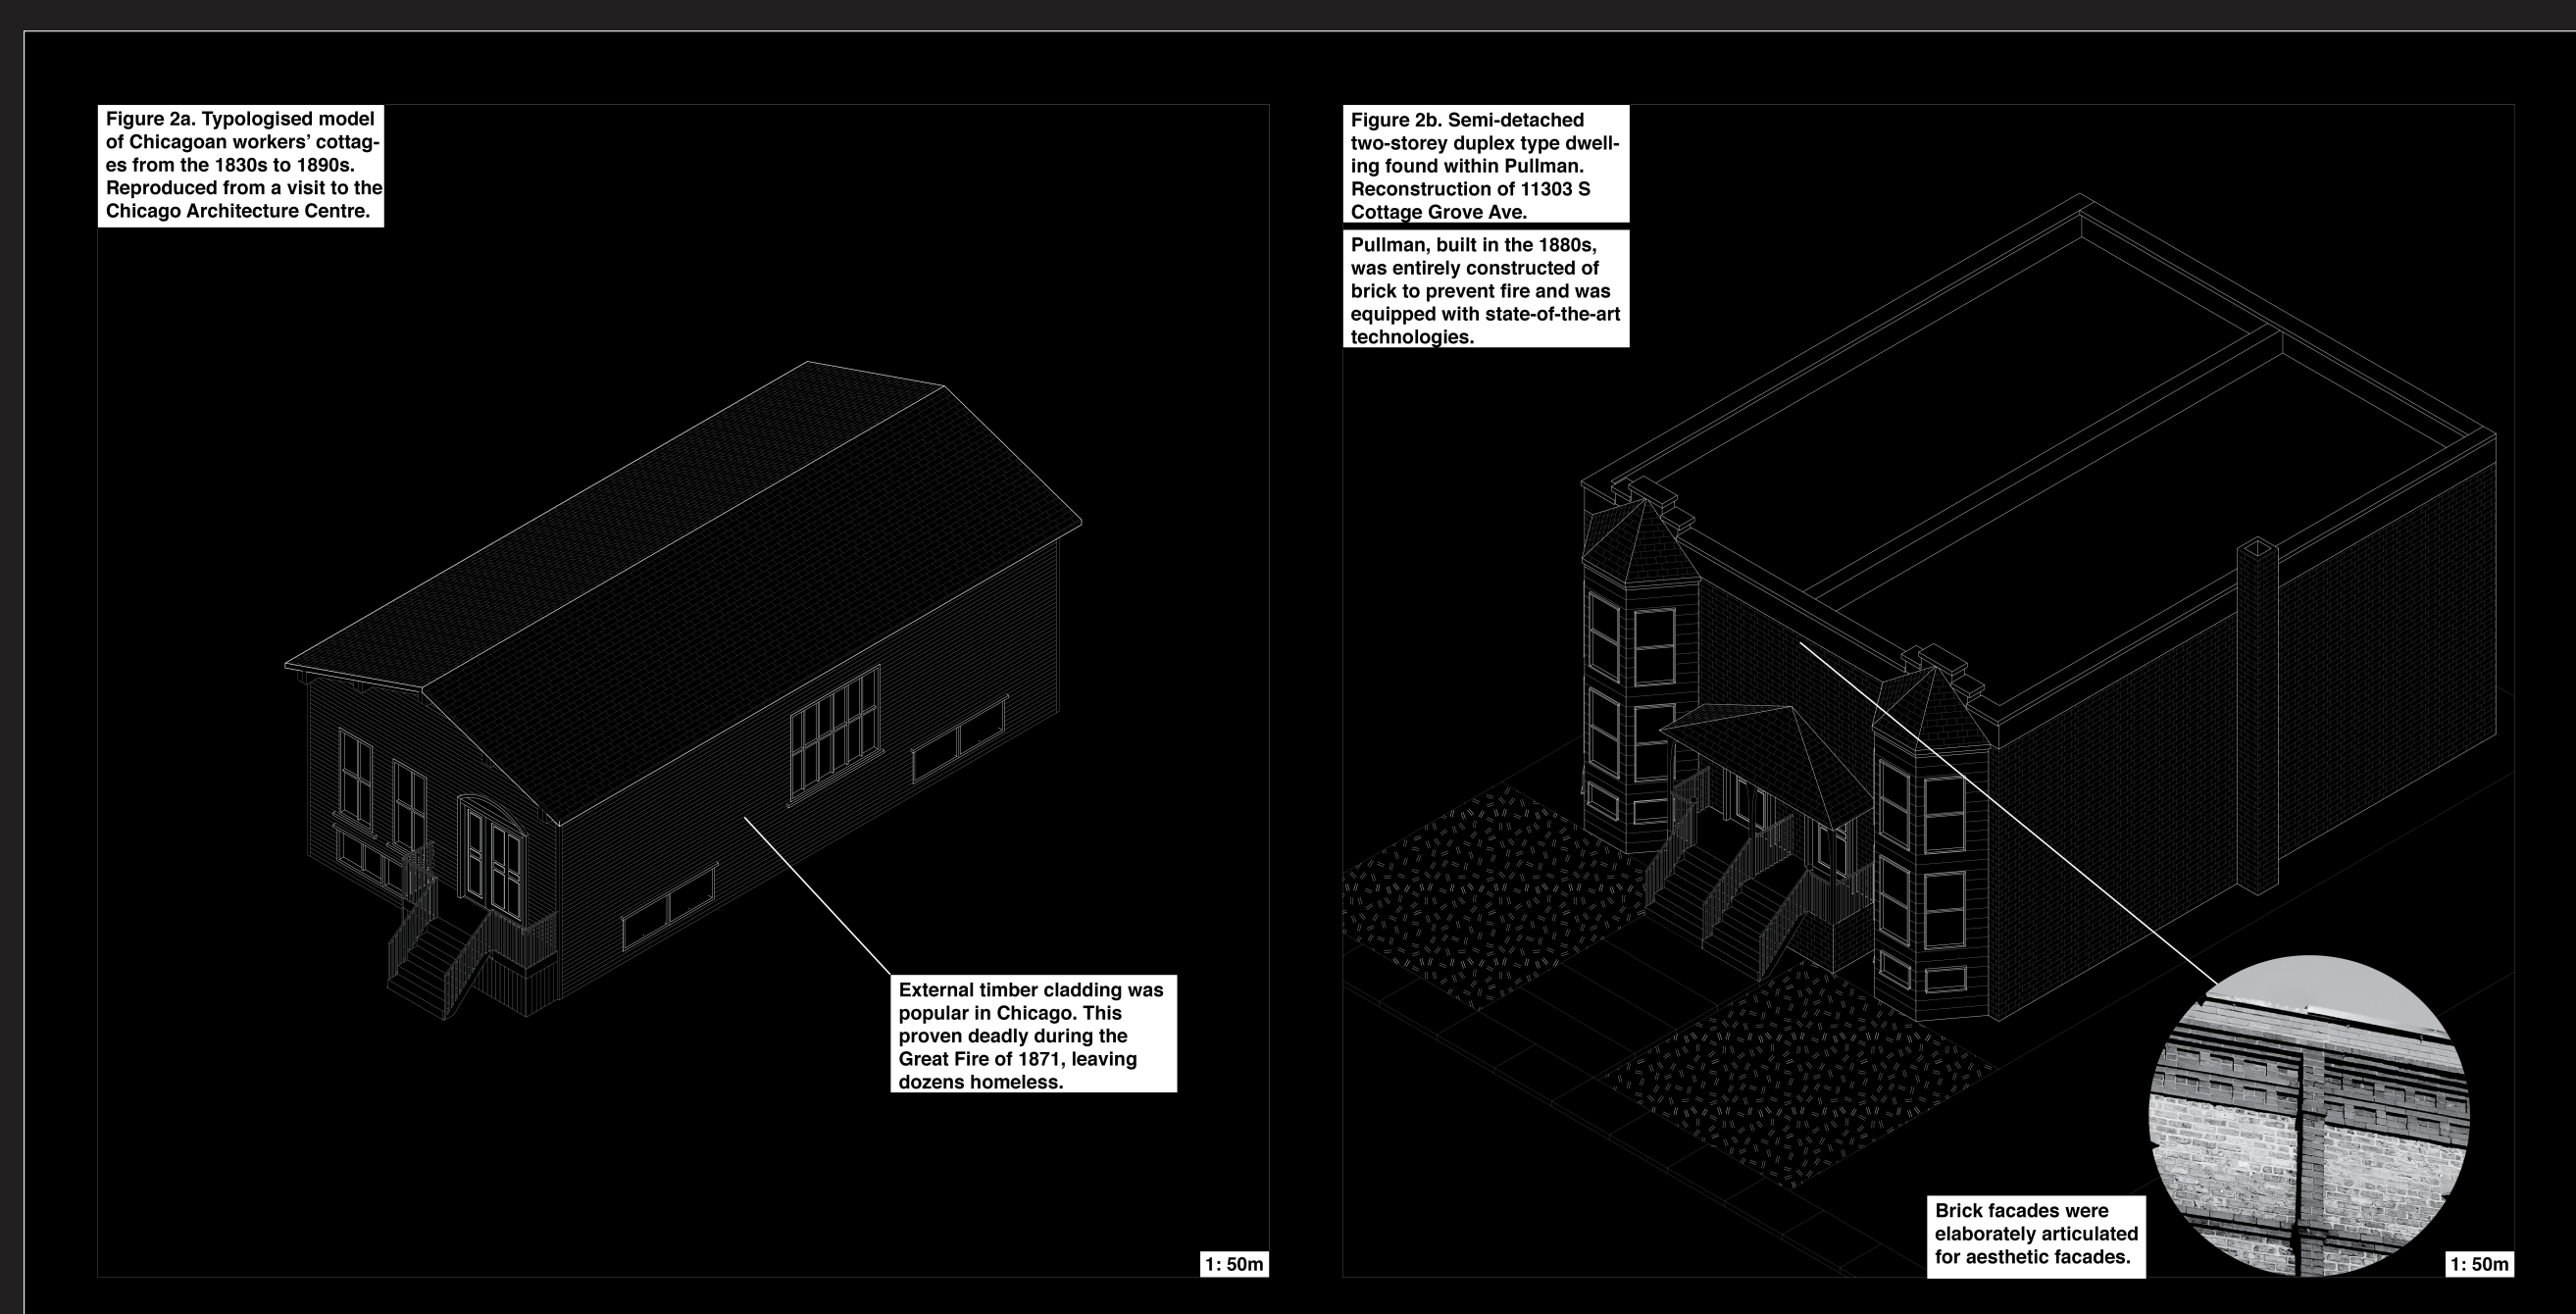 Figure 2a. Typologised model
of Chicagoan workers’ cottag-
es from the 1830s to 1890s.
Reproduced from a visit to the
Chicago Architecture Centre.
External timber cladding was
popular in Chicago. This
proven deadly during the
Great Fire of 1871, leaving
dozens homeless.
1: 50m
Figure 2b. Semi-detached
two-storey duplex type dwell-
ing found within Pullman.
Reconstruction of 11303 S
Cottage Grove Ave.
Pullman, built in the 1880s,
was entirely constructed of
brick to prevent fire and was
equipped with state-of-the-art
technologies.
Brick facades were
elaborately articulated
for aesthetic facades.
1: 50m